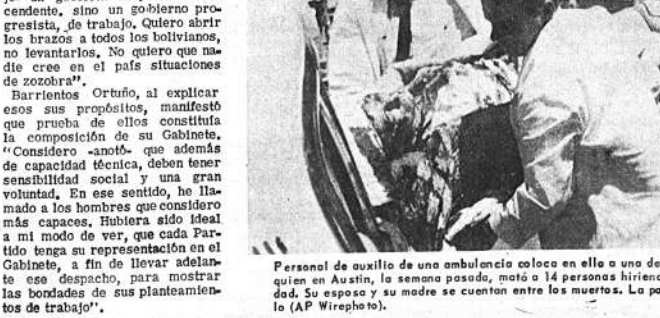 cendente, sino un gobierno pro-
gresista, de trabajo. Quiero abrir
los brazos a todos los bolivianos,
no levantarlos. No quiero que na-
die cree en el país situaciones
de zozobra".
Barrientos Ortuño, al explicar
esos sus propósitos, manifestó
que prueba de ellos constituía
la composición de su Gabinete.
"Considero -anotó- que además
de capacidad técnica, deben tener
sensibilidad social y una gran
voluntad. En ese sentido, he lla-
mado a los hombres que considero
más capaces. Hubiera sido ideal
a mi modo de ver, que cada Par-
tido tenga su representación en el
Gabinete, a fin de llevar adelan-
te ese despacho, para mostrar
las bondades de sus planteamien-
tos de trabajo".
Personal de auxilio de una ambulancia coloca en ella a una de
quien en Austin, la semana pasada, mató a 14 personas hirienc
dad. Su esposa y su madre se cuentan entre los muertos. La po
lo (AP Wirephoto).